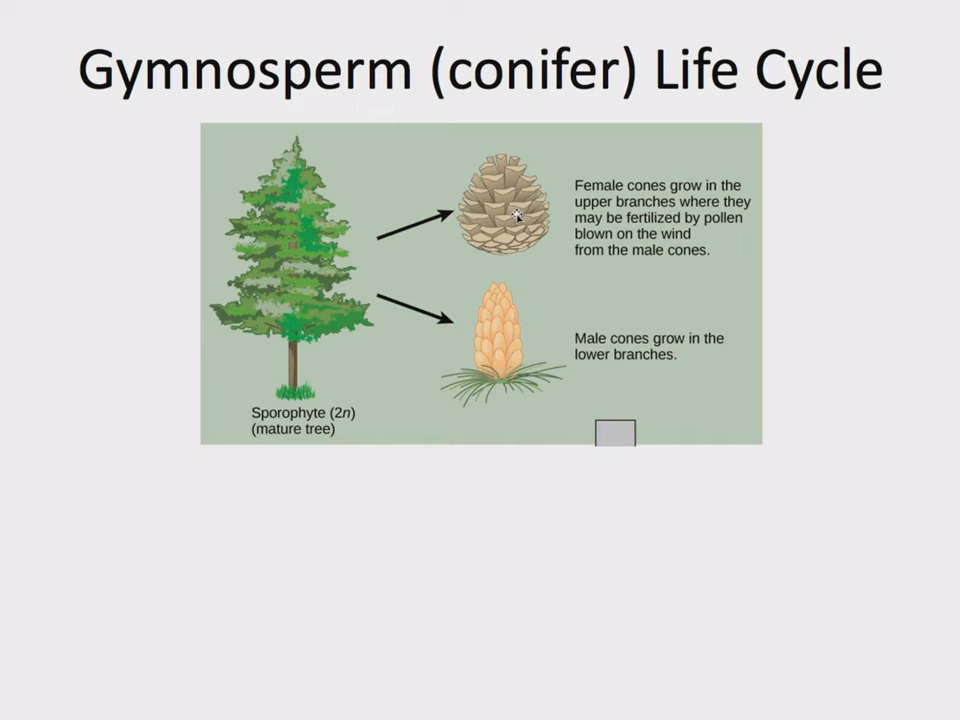 Gymnosperm (conifer) Life Cycle
Female cones grow in the
upper branches where they
may be fertilized by pollen
blown on the wind
from the male cones.
Male cones grow in the
lower branches.
Sporophyte (2n)
(mature tree)